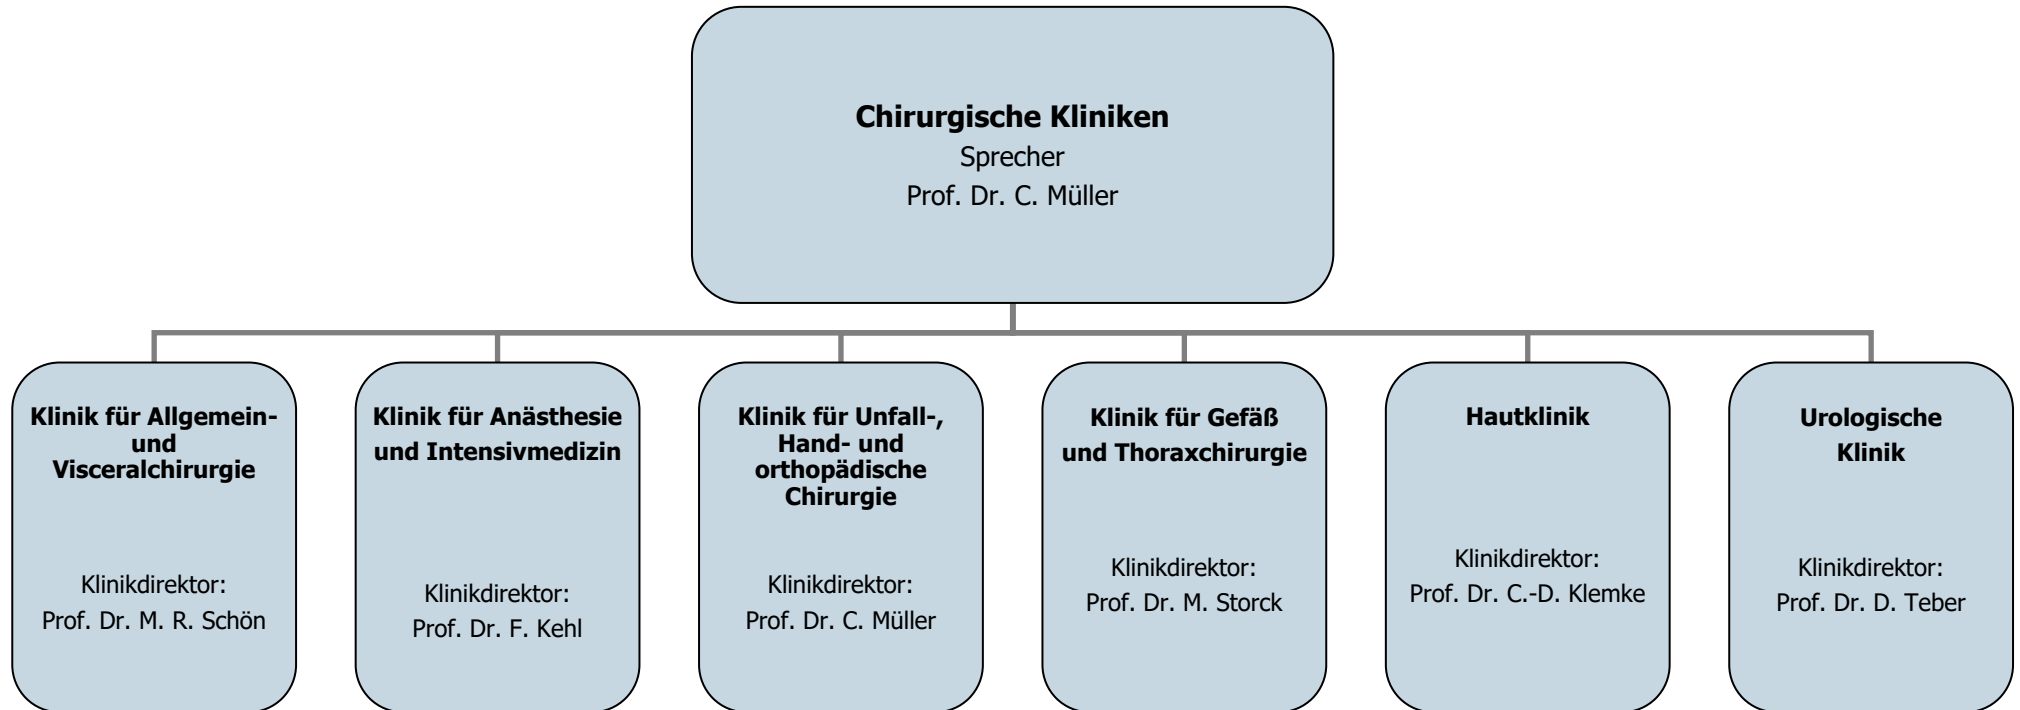 Chirurgische Kliniken
Sprecher
Prof. Dr. C. Müller
Klinik für Allgemein-
und
Visceralchirurgie
Klinikdirektor:
Prof. Dr. M. R. Schön
Klinik für Anästhesie
und Intensivmedizin
Klinikdirektor:
Prof. Dr. F. Kehl
Klinik für Unfall-,
Hand- und
orthopädische
Chirurgie
Klinikdirektor:
Prof. Dr. C. Müller
Klinik für Gefäß
und Thoraxchirurgie
Klinikdirektor:
Prof. Dr. M. Storck
Hautklinik
Klinikdirektor:
Prof. Dr. C.-D. Klemke
Urologische
Klinik
Klinikdirektor:
Prof. Dr. D. Teber